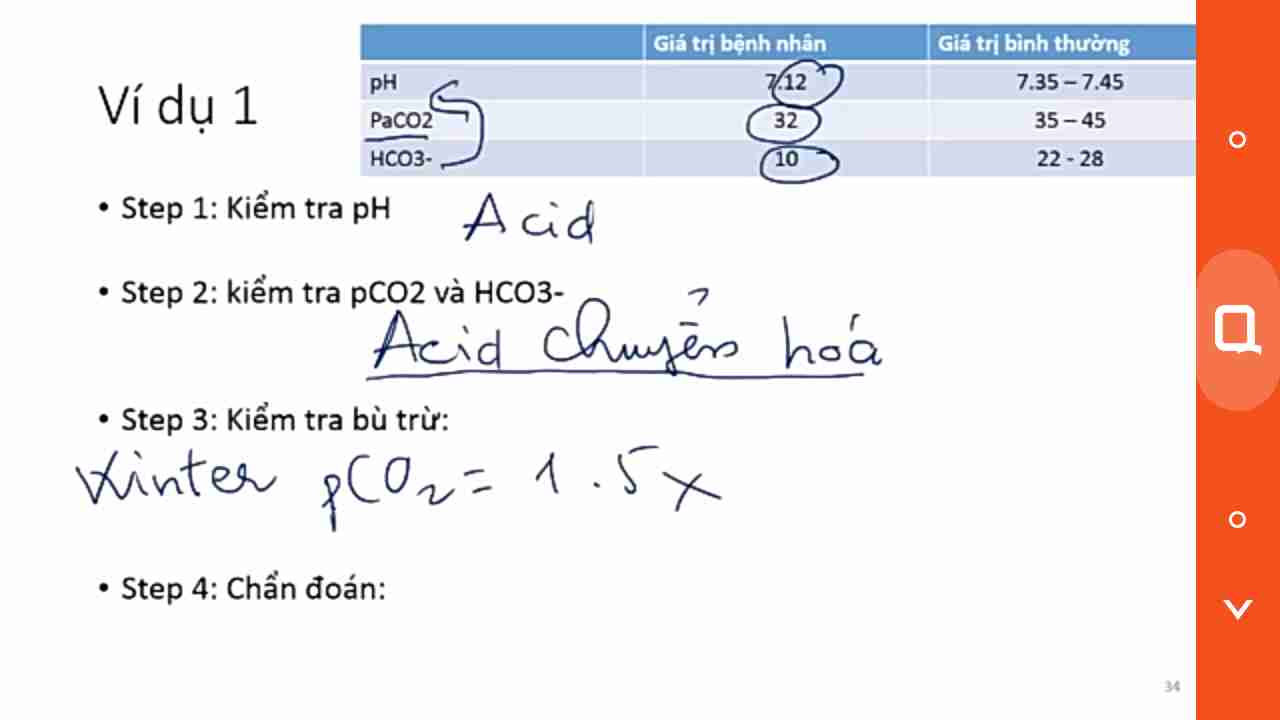 Giá trị bệnh nhân Giá trị bình thường
pH 7.12 7.35 – 7.45
PaCO2 32 35 – 45
HCO3- 10 22 - 28
Ví dụ 1
• Step 1: Kiểm tra pH Acid
• Step 2: kiểm tra pCO2 và HCO3-
Acid chuyển hoá
• Step 3: Kiểm tra bù trừ:
Winter pCO2 = 1.5 x
• Step 4: Chẩn đoán:
34